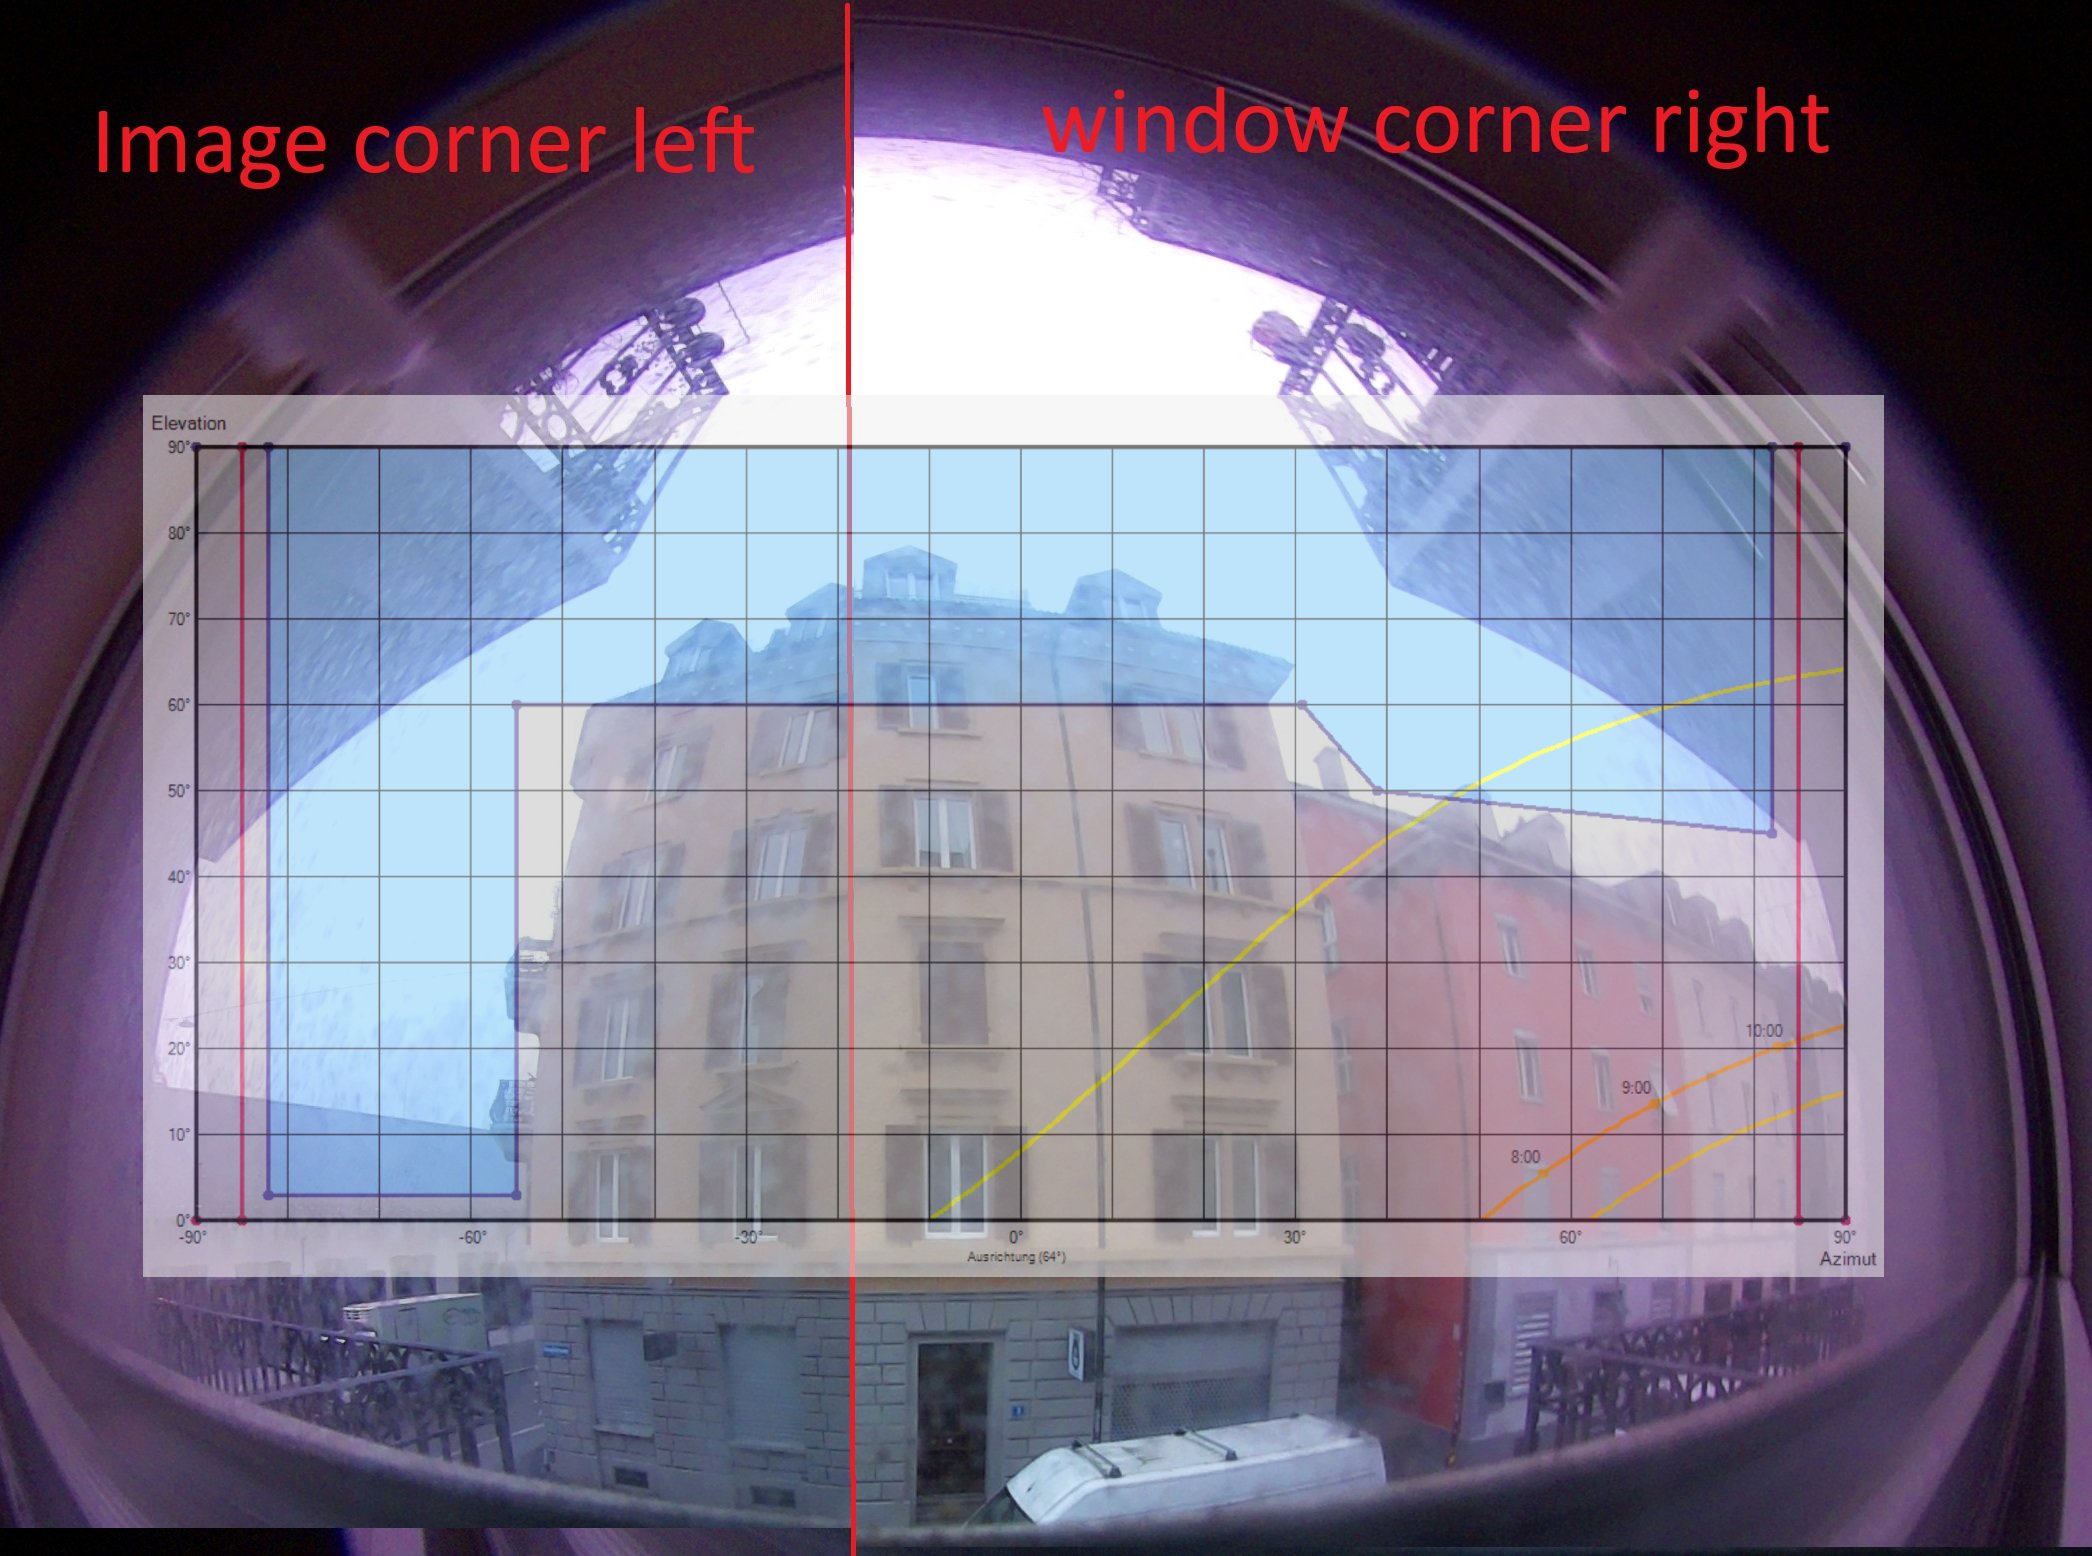 Image corner left
window corner right
Elevation
90°
80°
70°
60°
50°
40°
30°
20°
10°
0°
10:00
9:00
8:00
-90° -60° -30° 0° 30° 60° 90°
Ausrichtung (64°)
Azimut